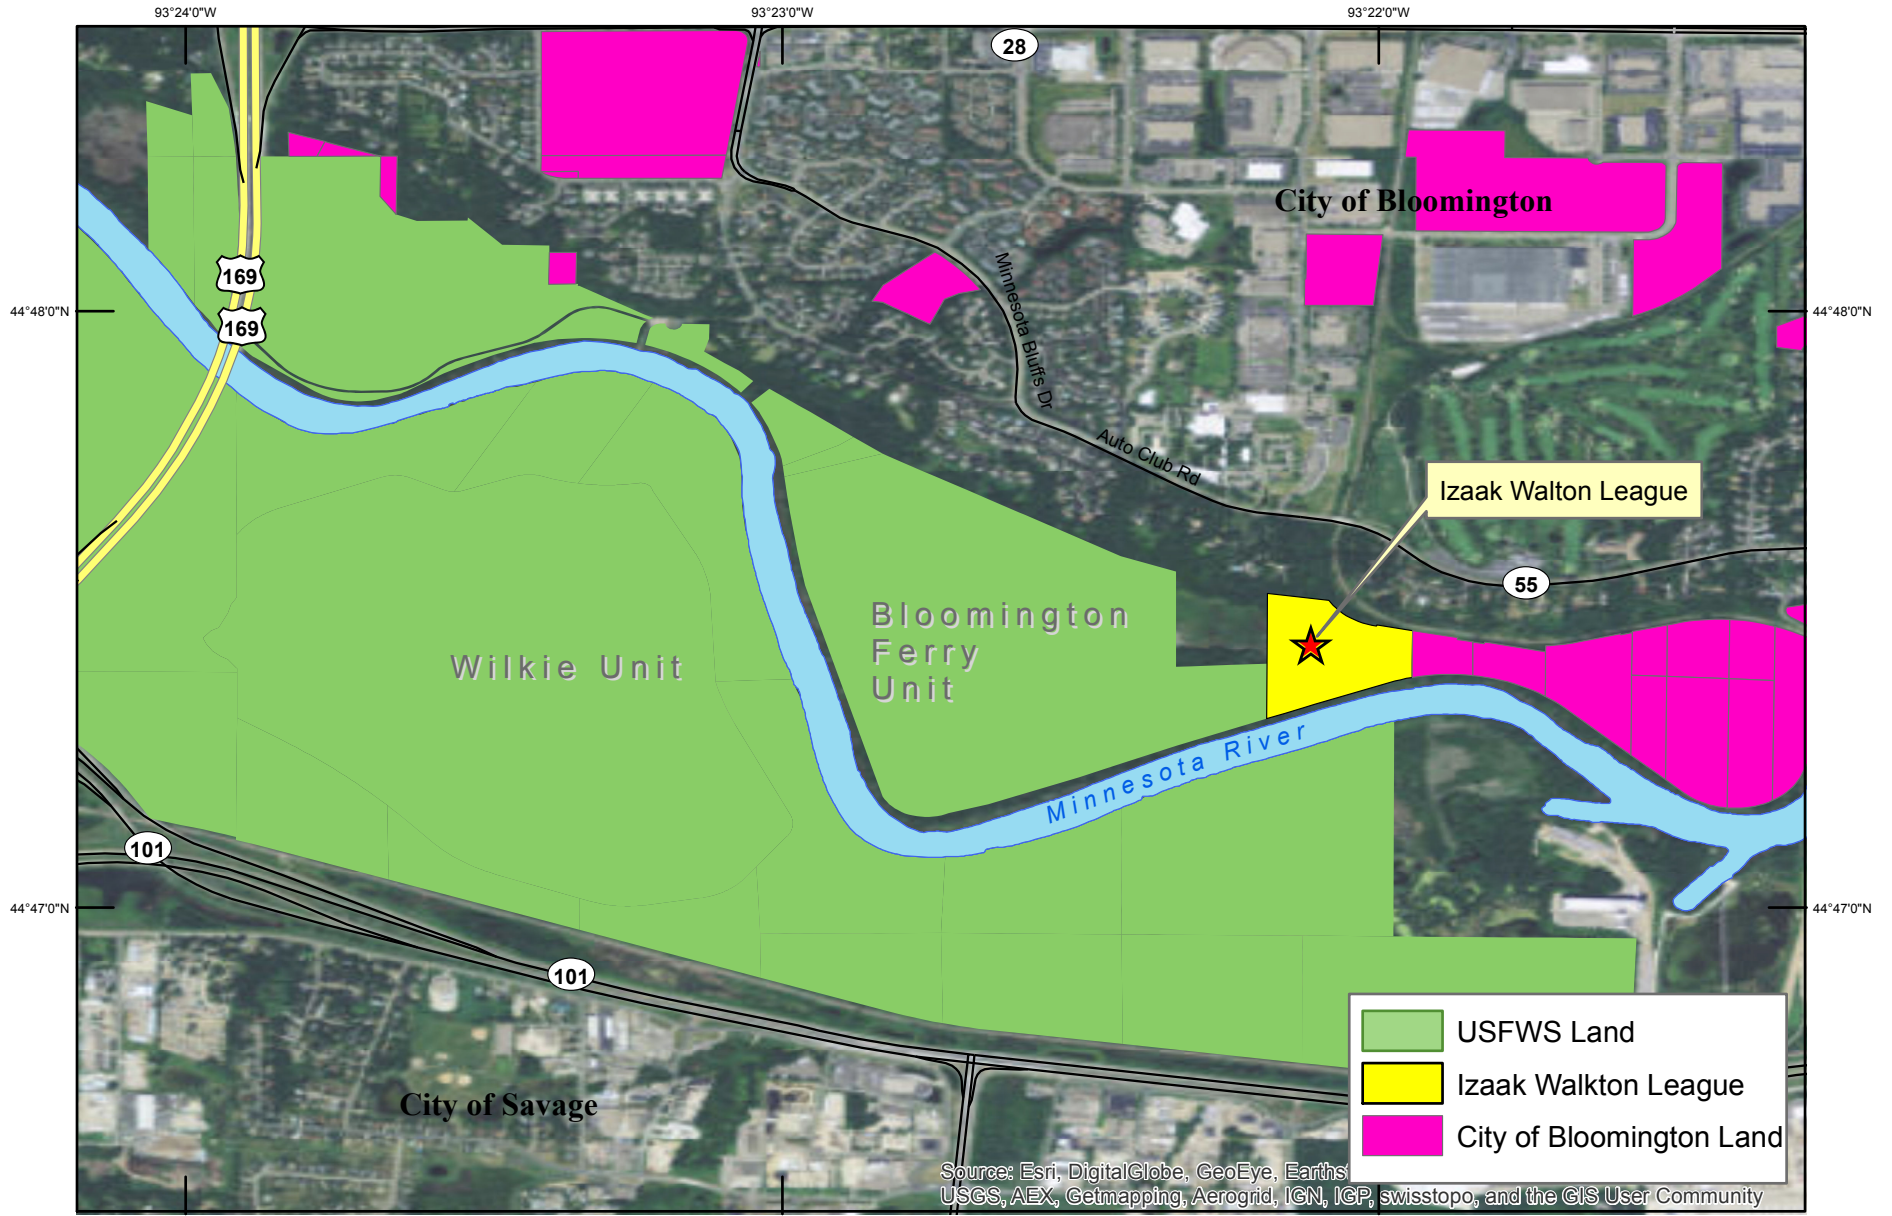 93°24'0"W
93°23'0"W
93°22'0"W
28
City of Bloomington
169
Minnesota Bluffs Dr
44°48'0"N
44°48'0"N
169
Auto Club Rd
Izaak Walton League
55
Bloomington
Ferry
Unit
Wilkie Unit
Minnesota River
101
44°47'0"N
44°47'0"N
101
USFWS Land
Izaak Walkton League
City of Bloomington Land
City of Savage
Source: Esri, DigitalGlobe, GeoEye,
USGS, AEX, Getmapping, Aerogrid, IGN, IGP, swisstopo, and the GIS User Community